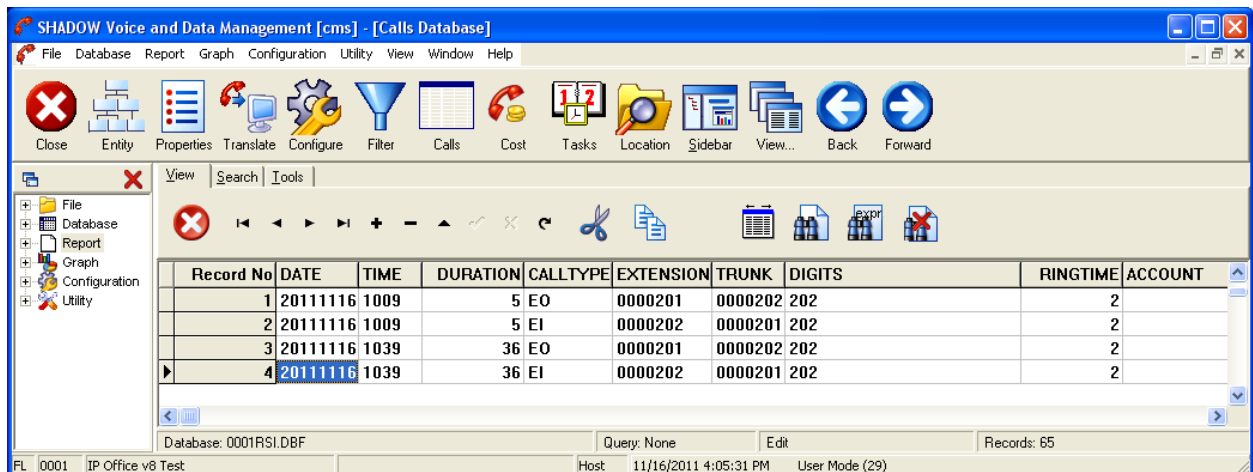 SHADOW Voice and Data Management [cms] - [Calls Database]
File Database Report Graph Configuration Utility View Window Help
Close Entity Properties Translate Configure Filter Calls Cost Tasks Location Sidebar View... Back Forward
View Search Tools
File
Database
Report
Graph
Configuration
Utility
expr
Record No DATE TIME DURATION CALLTYPE EXTENSION TRUNK DIGITS RINGTIME ACCOUNT
1 20111116 1009 5 EO 0000201 0000202 202 2
2 20111116 1009 5 EI 0000202 0000201 202 2
3 20111116 1039 36 EO 0000201 0000202 202 2
4 20111116 1039 36 EI 0000202 0000201 202 2
Database: 0001RSI.DBF Query: None Edit Records: 65
FL 0001 IP Office v8 Test Host 11/16/2011 4:05:31 PM User Mode (29)